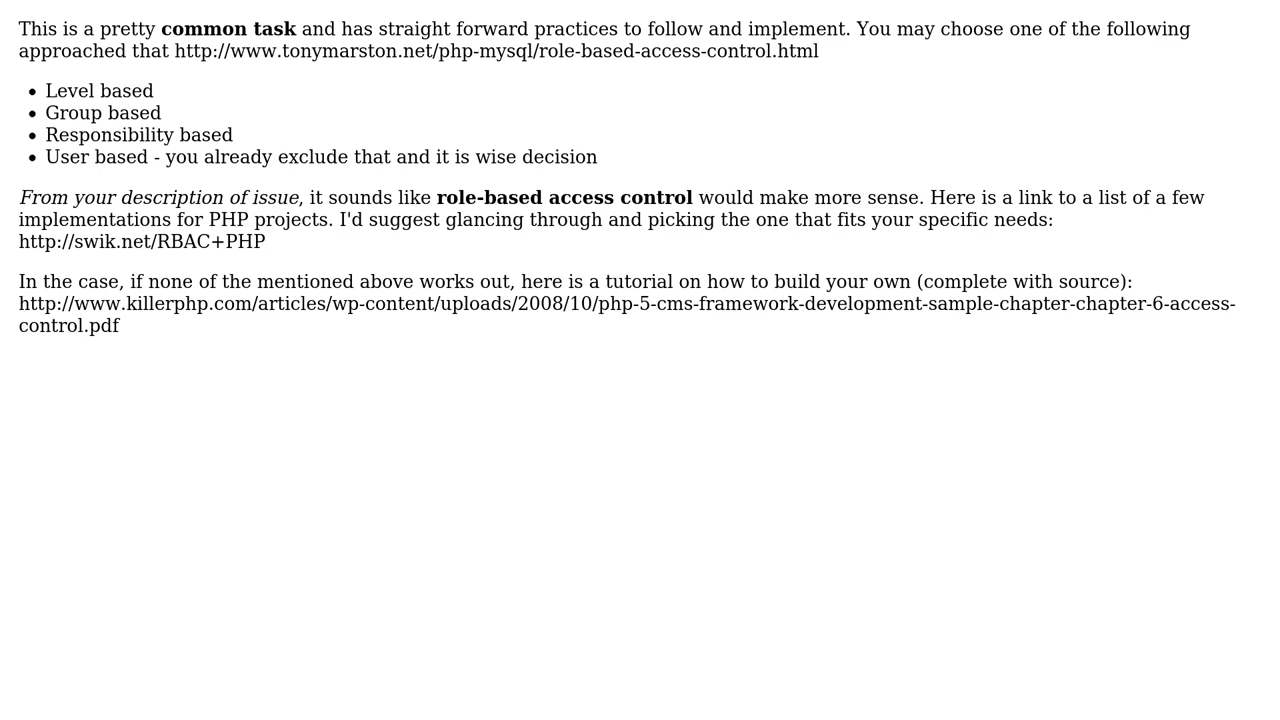 This is a pretty common task and has straight forward practices to follow and implement. You may choose one of the following
approached that http://www.tonymarston.net/php-mysql/role-based-access-control.html
• Level based
• Group based
• Responsibility based
• User based - you already exclude that and it is wise decision
From your description of issue, it sounds like role-based access control would make more sense. Here is a link to a list of a few
implementations for PHP projects. I'd suggest glancing through and picking the one that fits your specific needs:
http://swik.net/RBAC+PHP
In the case, if none of the mentioned above works out, here is a tutorial on how to build your own (complete with source):
http://www.killerphp.com/articles/wp-content/uploads/2008/10/php-5-cms-framework-development-sample-chapter-chapter-6-access-
control.pdf